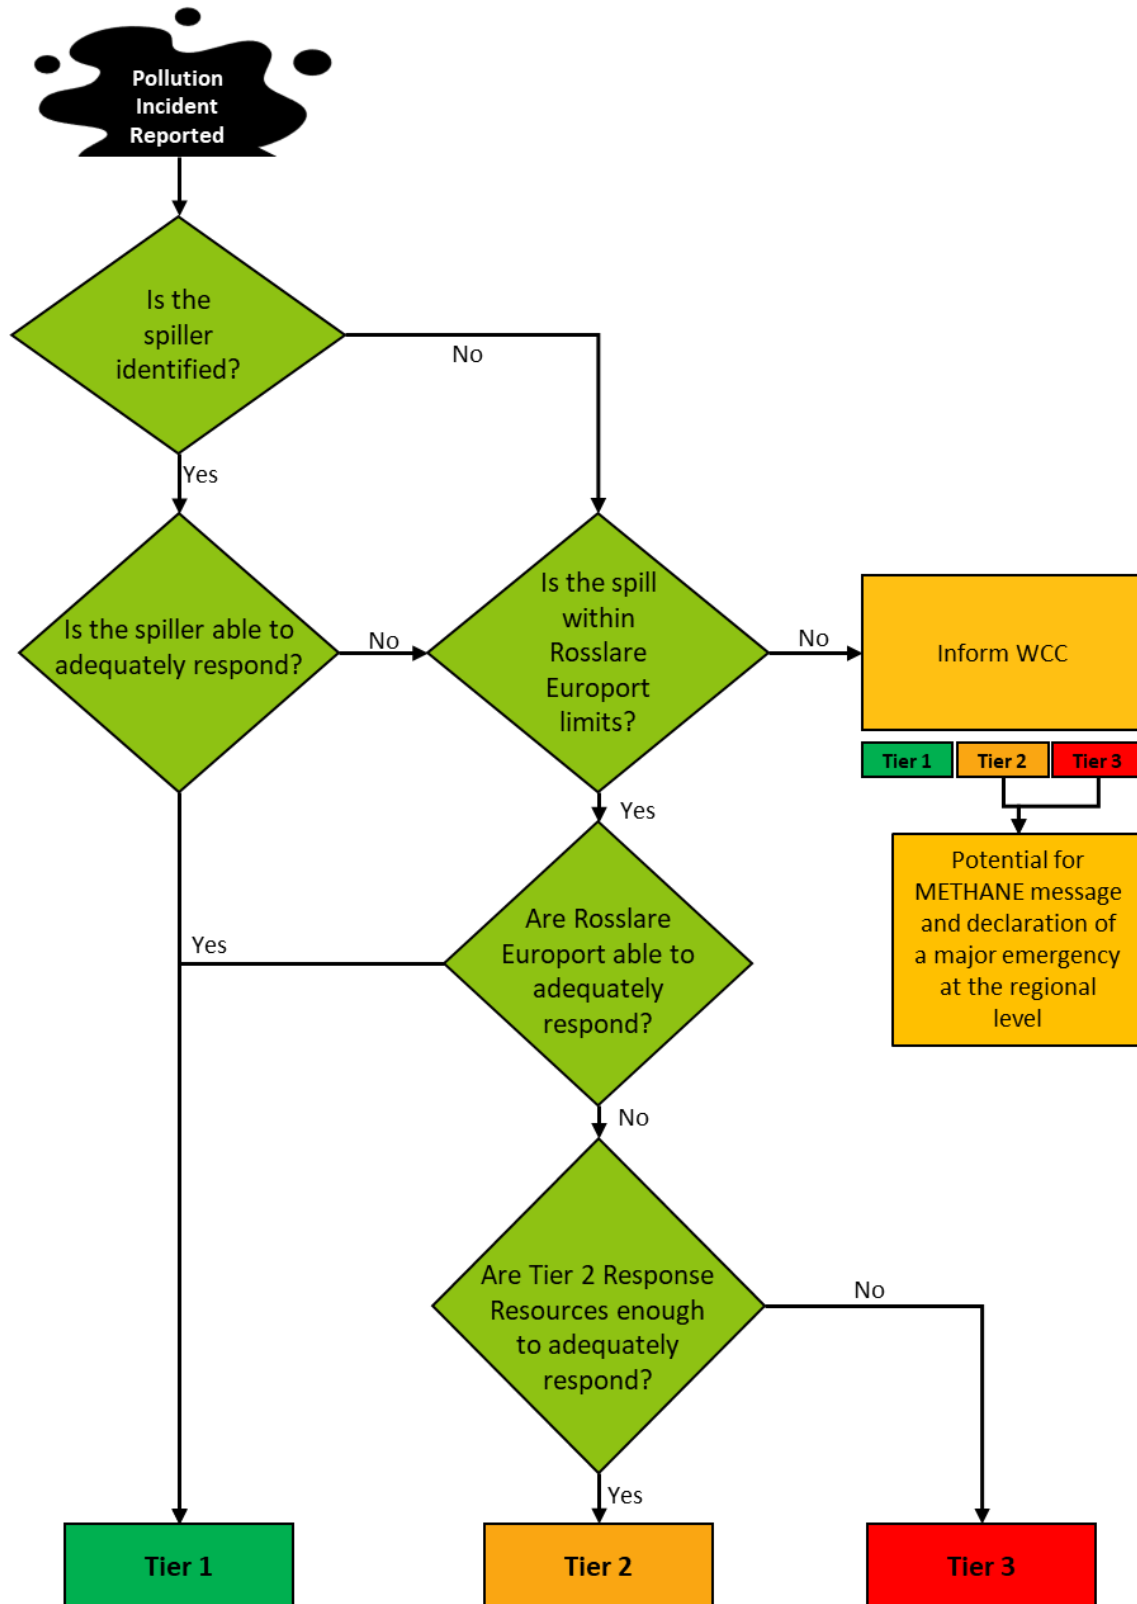 Pollution
Incident
Reported
Is the
spiller
identified?
No
Yes
Is the spiller able to
adequately respond?
No
Is the spill
within
Rosslare
Europort
limits?
No
Inform WCC
Tier 1
Tier 2
Tier 3
Yes
Potential for
METHANE message
and declaration of
a major emergency
at the regional
level
Are Rosslare
Europort able to
adequately
respond?
Yes
No
Are Tier 2 Response
Resources enough
to adequately
respond?
No
Yes
Tier 1
Tier 2
Tier 3